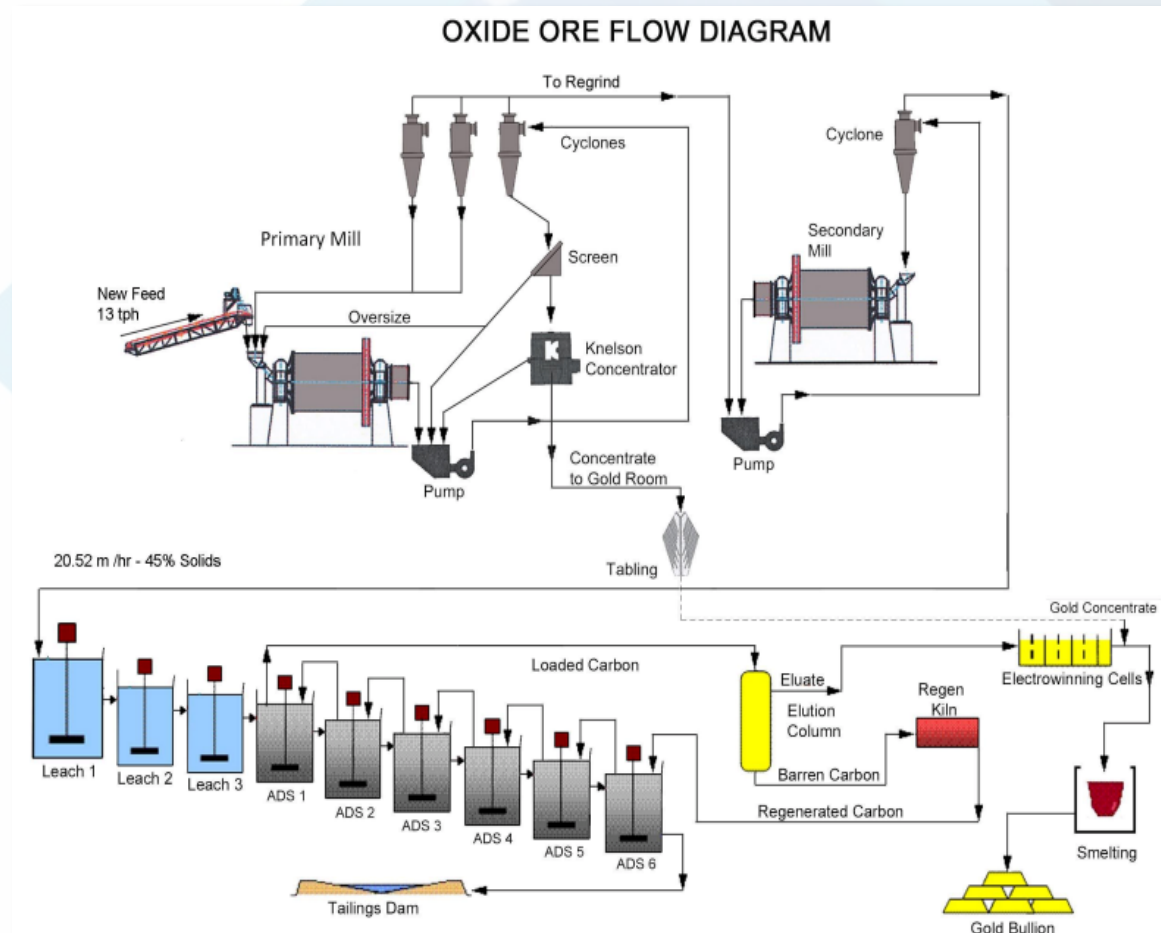 OXIDE ORE FLOW DIAGRAM
To Regrind
Cyclones
Cyclone
Primary Mill
Screen
Secondary
Mill
New Feed
13 tph
Oversize
Knelson
Concentrator
Pump
Concentrate
to Gold Room
Pump
20.52 m /hr - 45% Solids
Tabling
Gold Concentrate
Loaded Carbon
Eluate
Electrowinning Cells
Elution
Column
Regen
Kiln
Leach 1
Leach 2
Leach 3
ADS 1
ADS 2
ADS 3
ADS 4
ADS 5
ADS 6
Barren Carbon
Regenerated Carbon
Smelting
Tailings Dam
Gold Bullion